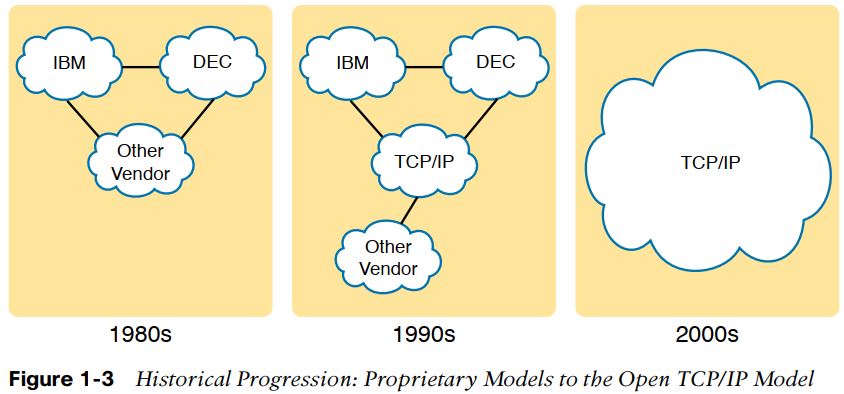 IBM
DEC
Other
Vendor
1980s
IBM
DEC
TCP/IP
Other
Vendor
1990s
TCP/IP
2000s
Figure 1-3 Historical Progression: Proprietary Models to the Open TCP/IP Model